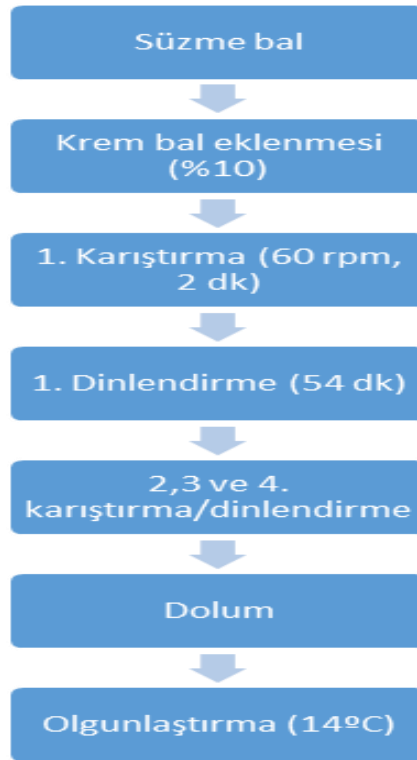 Süzme bal
Krem bal eklenmesi
(%10)
1. Karıştırma (60 rpm,
2 dk)
1. Dinlendirme (54 dk)
2,3 ve 4.
karıştırma/dinlendirme
Dolum
Olgunlaştırma (14ºC)